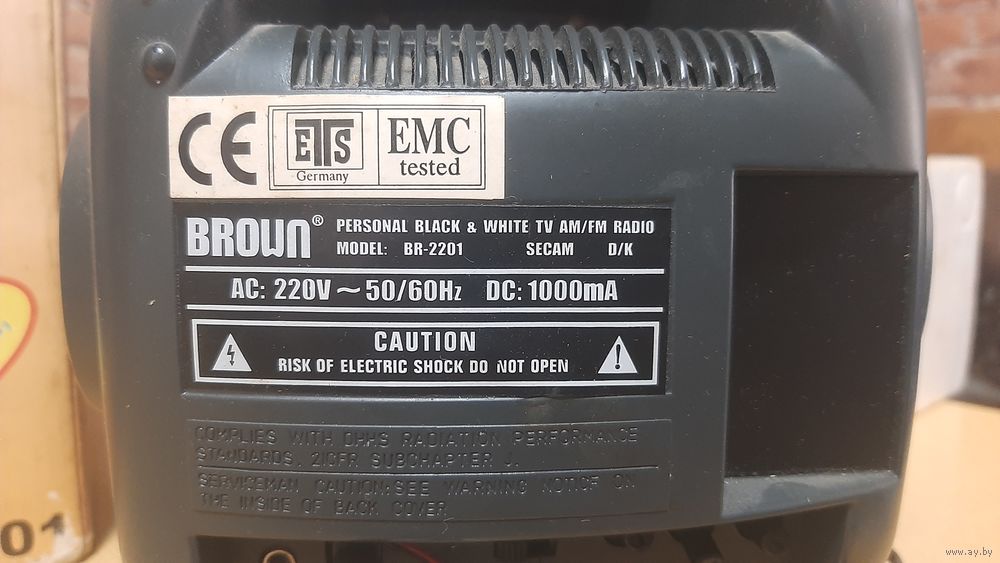 CE
ETS
Germany
EMC
tested
BROWN® PERSONAL BLACK & WHITE TV AM/FM RADIO
MODEL: BR-2201 SECAM D/K
AC: 220V ~ 50/60Hz DC: 1000mA
CAUTION
RISK OF ELECTRIC SHOCK DO NOT OPEN
COMPLIES WITH DHHS RADIATION PERFORMANCE
STANDARDS, 21CFR SUBCHAPTER J.
SERVICEMAN CAUTION:SEE WARNING NOTICE ON
THE INSIDE OF BACK COVER
01
www.ay.by